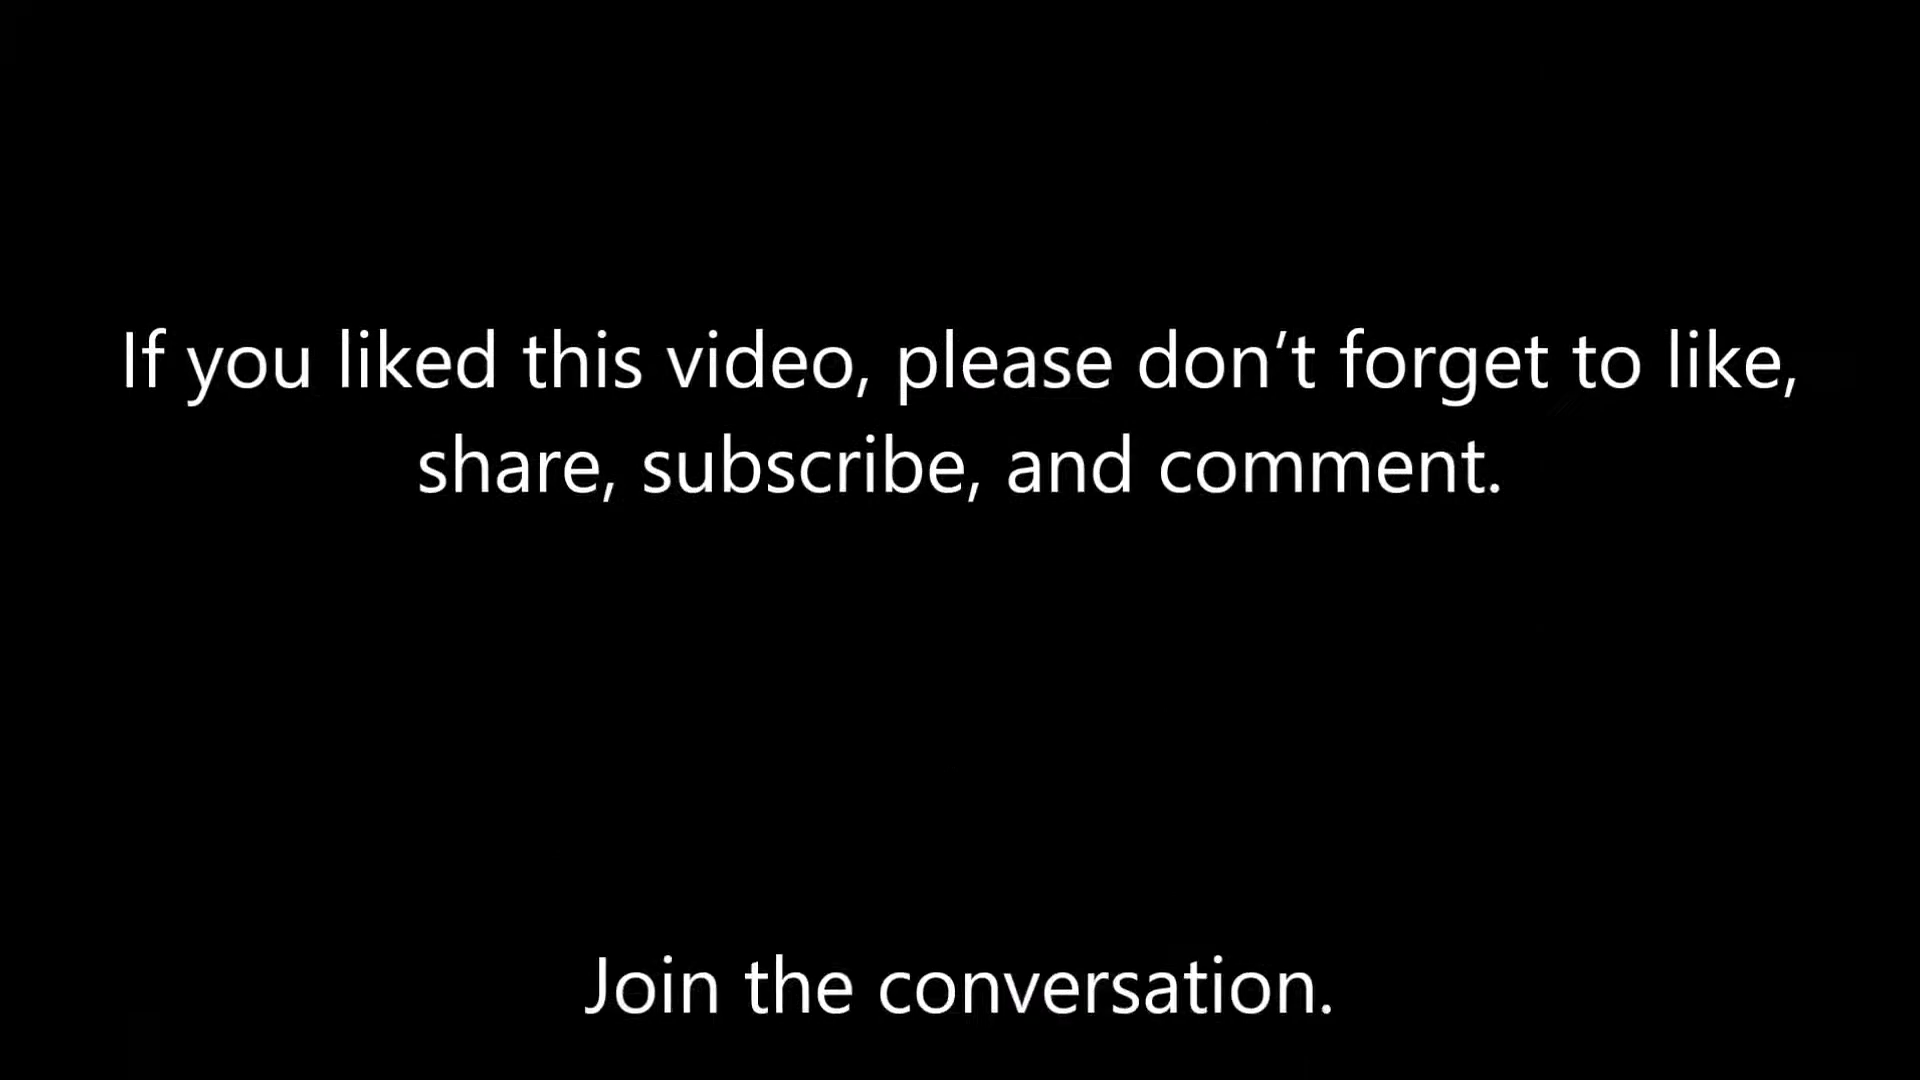 If you liked this video, please don’t forget to like,
share, subscribe, and comment.
Join the conversation.